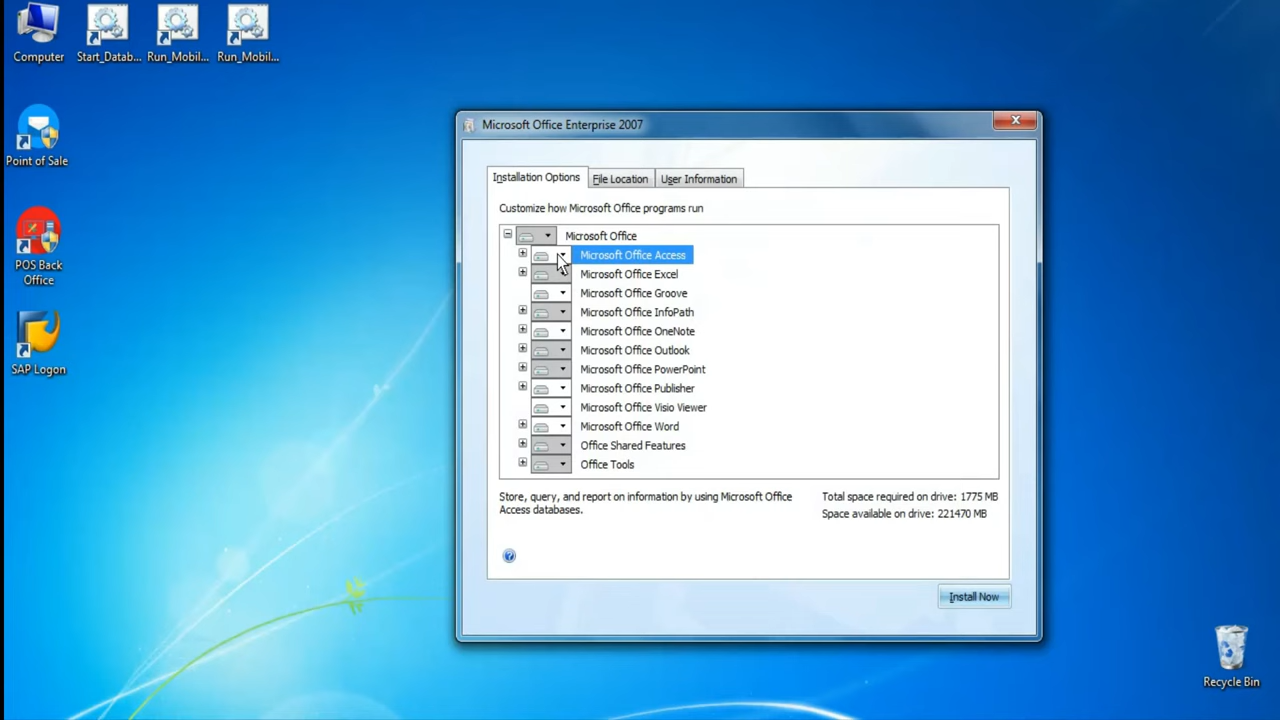 Computer
Start_Datab...
Run_Mobil...
Run_Mobil...
Point of Sale
POS Back
Office
SAP Logon
Microsoft Office Enterprise 2007
Installation Options
File Location
User Information
Customize how Microsoft Office programs run
Microsoft Office
Microsoft Office Access
Microsoft Office Excel
Microsoft Office Groove
Microsoft Office InfoPath
Microsoft Office OneNote
Microsoft Office Outlook
Microsoft Office PowerPoint
Microsoft Office Publisher
Microsoft Office Visio Viewer
Microsoft Office Word
Office Shared Features
Office Tools
Store, query, and report on information by using Microsoft Office
Access databases.
Total space required on drive: 1775 MB
Space available on drive: 221470 MB
Install Now
Recycle Bin